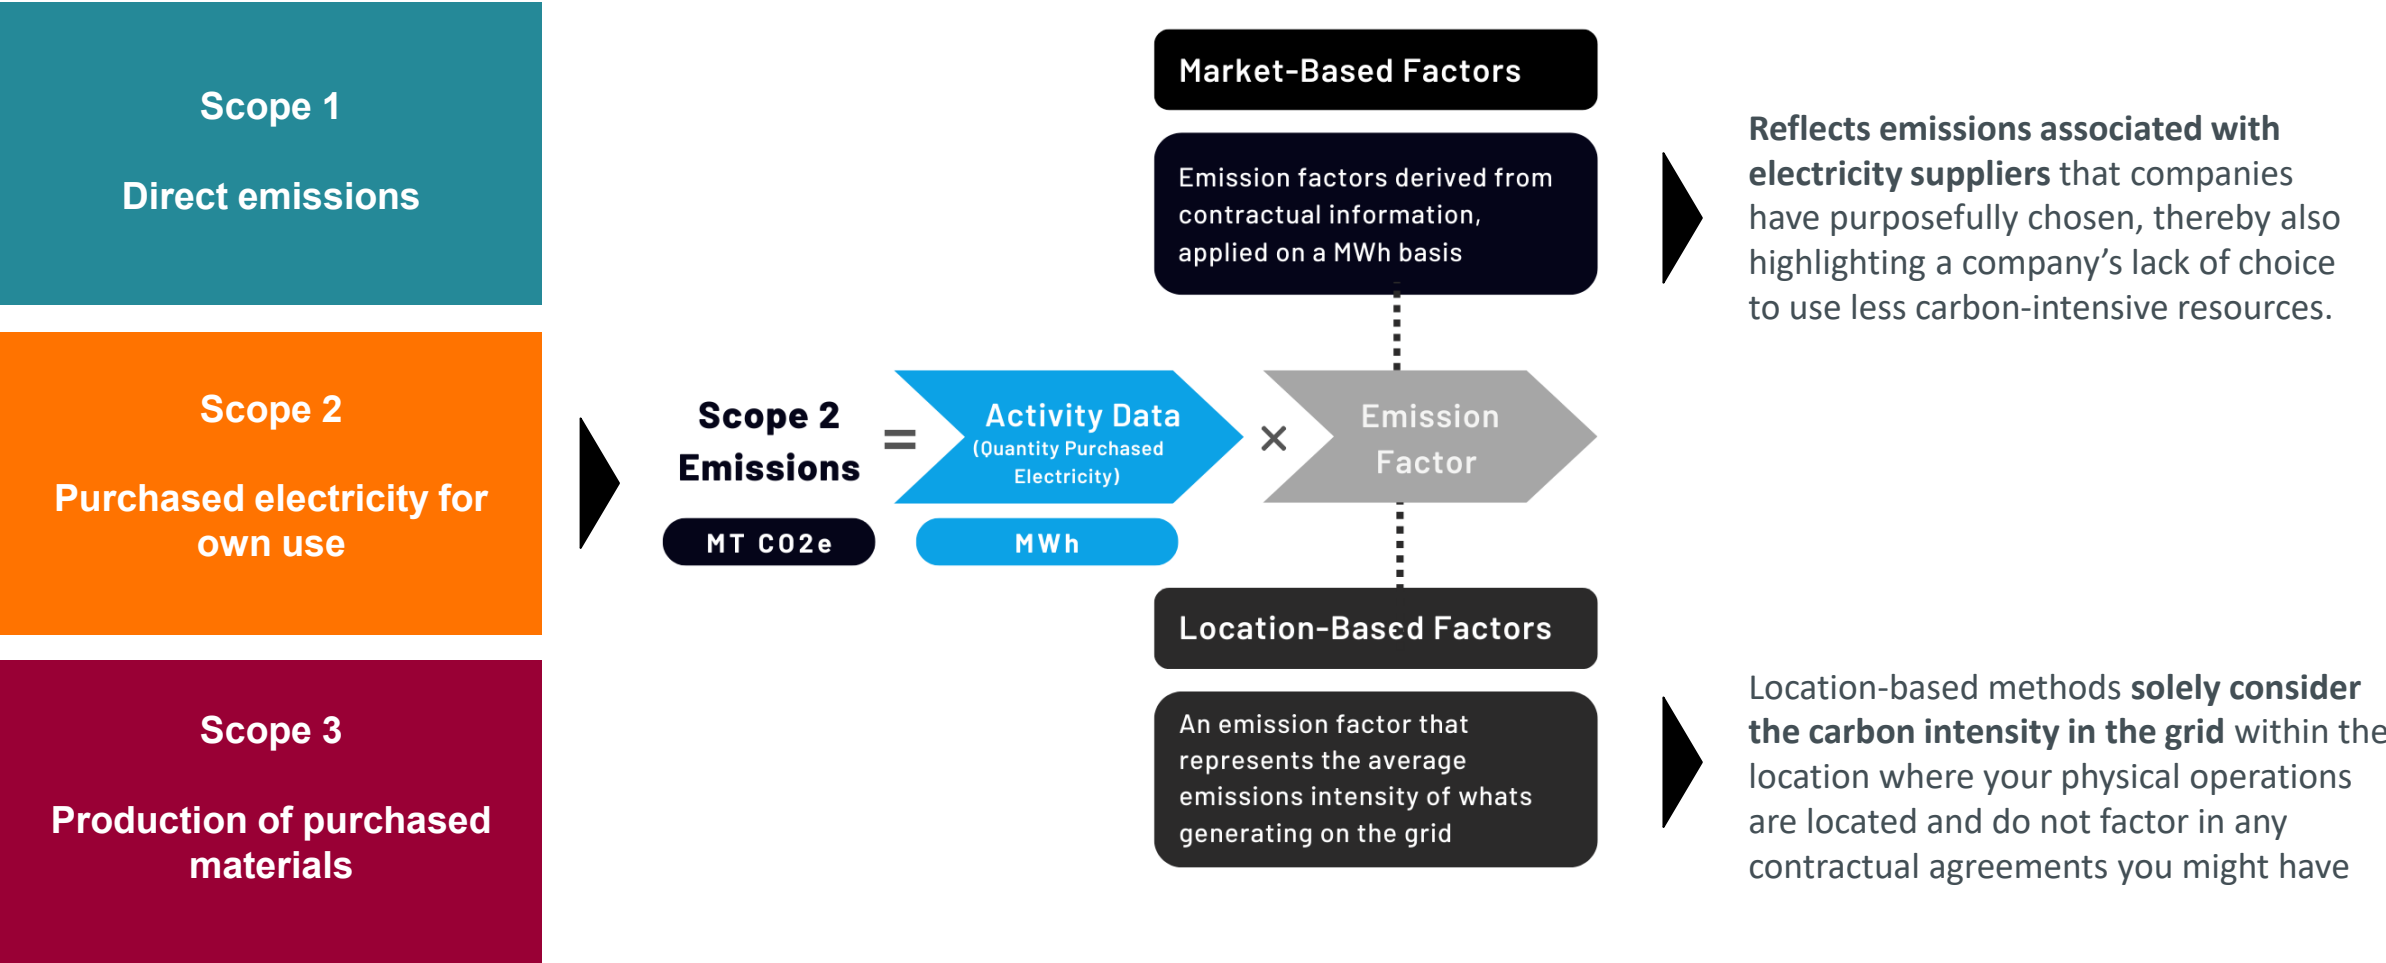 Scope 1
Direct emissions
Scope 2
Purchased electricity for
own use
Scope 3
Production of purchased
materials
Scope 2
Emissions
=
Activity Data
(Quantity Purchased
Electricity)
×
Emission
Factor
MT CO2e
MWh
Market-Based Factors
Emission factors derived from
contractual information,
applied on a MWh basis
Location-Based Factors
An emission factor that
represents the average
emissions intensity of whats
generating on the grid
Reflects emissions associated with
electricity suppliers that companies
have purposefully chosen, thereby also
highlighting a company’s lack of choice
to use less carbon-intensive resources.
Location-based methods solely consider
the carbon intensity in the grid within the
location where your physical operations
are located and do not factor in any
contractual agreements you might have